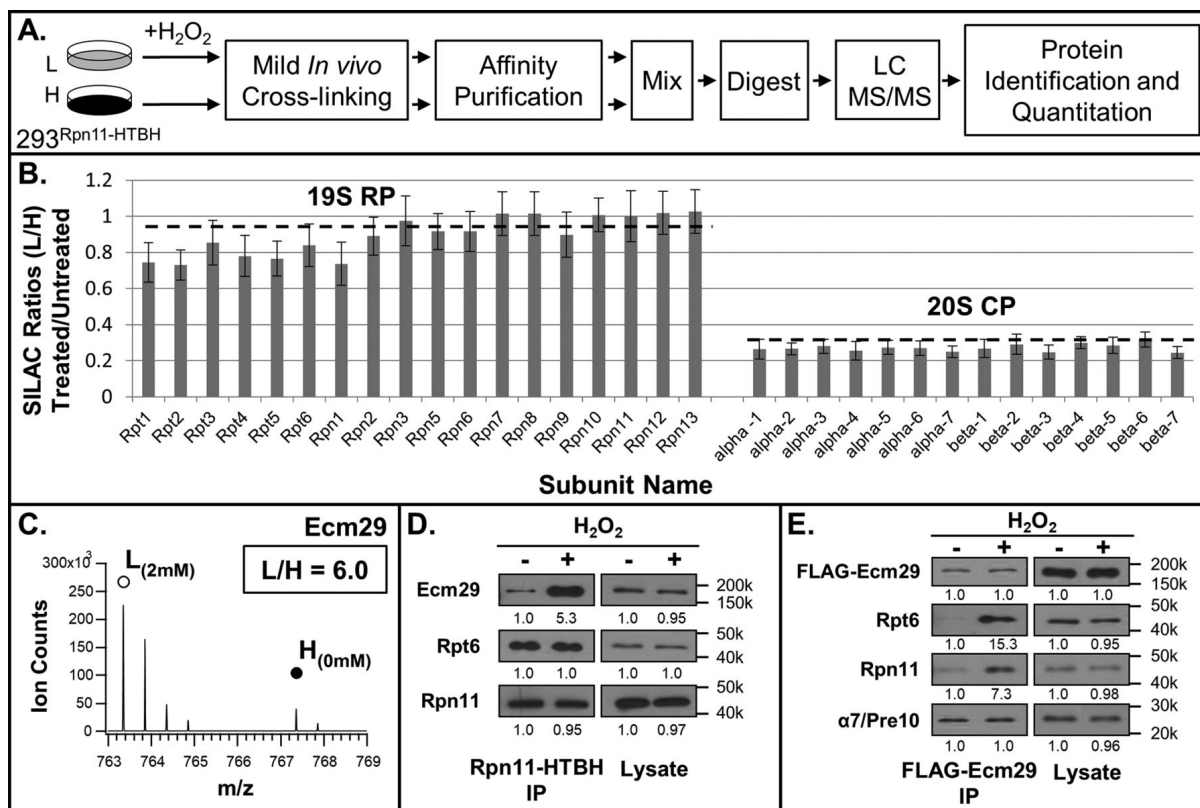 A.
+H2O2
L
H
293Rpn11-HTBH
Mild In vivo
Cross-linking
Affinity
Purification
Mix
Digest
LC
MS/MS
Protein
Identification and
Quantitation
B.
SILAC Ratios (L/H)
Treated/Untreated
1.2
1
0.8
0.6
0.4
0.2
0
19S RP
20S CP
Rpt1
Rpt2
Rpt3
Rpt4
Rpt5
Rpt6
Rpn1
Rpn2
Rpn3
Rpn5
Rpn6
Rpn7
Rpn8
Rpn9
Rpn10
Rpn11
Rpn12
Rpn13
alpha -1
alpha-2
alpha-3
alpha-4
alpha-5
alpha-6
alpha-7
beta-1
beta-2
beta-3
beta-4
beta-5
beta-6
beta-7
Subunit Name
C.
Ecm29
L/H = 6.0
L(2mM)
H(0mM)
Ion Counts
300x10³
250
200
150
100
50
0
763 764 765 766 767 768 769
m/z
D.
H2O2
- + - +
Ecm29
200k
150k
1.0 5.3 1.0 0.95
Rpt6
50k
40k
1.0 1.0 1.0 1.0
Rpn11
50k
40k
1.0 0.95 1.0 0.97
Rpn11-HTBH
IP
Lysate
E.
H2O2
- + - +
FLAG-Ecm29
200k
150k
1.0 1.0 1.0 1.0
Rpt6
50k
40k
1.0 15.3 1.0 0.95
Rpn11
50k
40k
1.0 7.3 1.0 0.98
α7/Pre10
30k
20k
1.0 1.0 1.0 0.96
FLAG-Ecm29
IP
Lysate